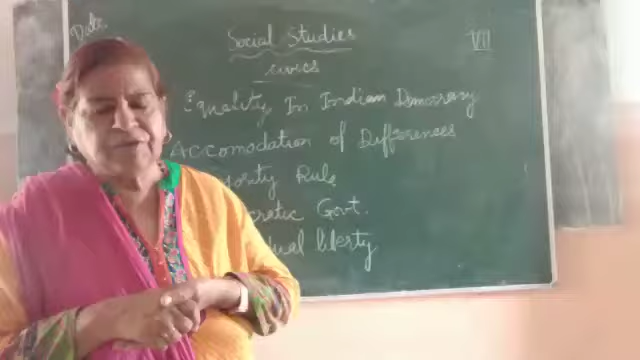 Date
Social Studies
VII
civics
Equality In Indian Democracy
Accomodation of Differences
Rule
Govt.
liberty